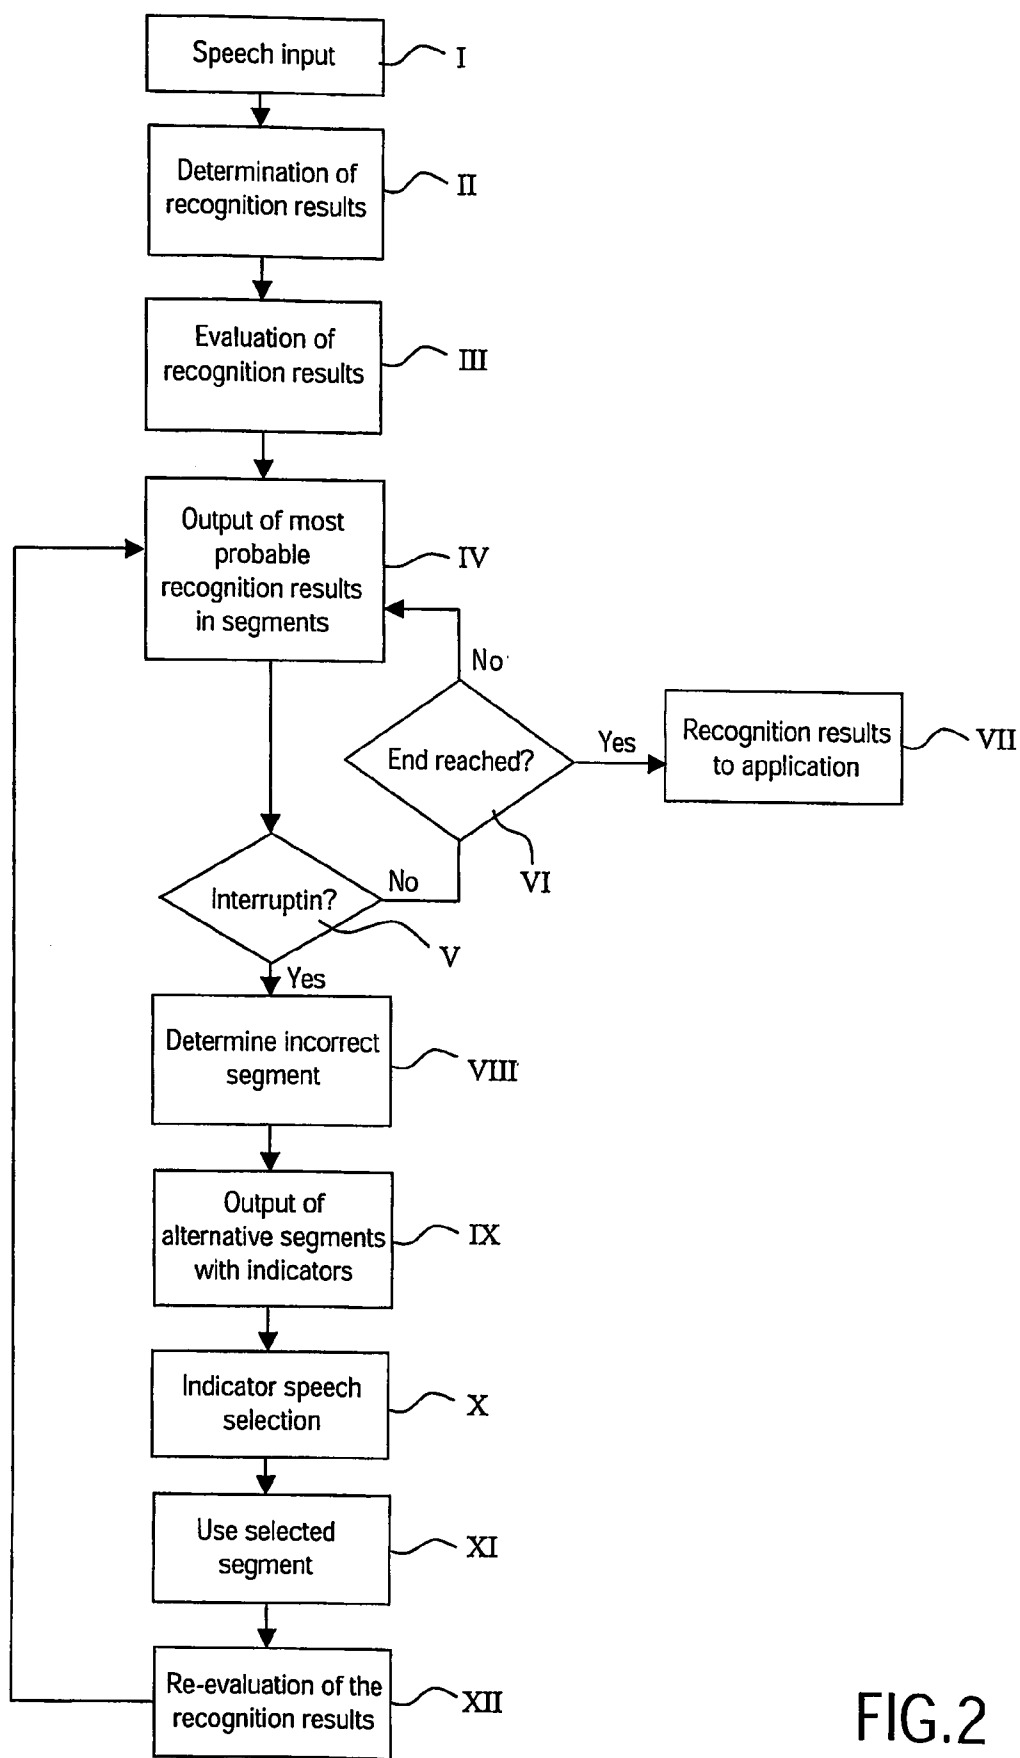 Speech input
I
Determination of
recognition results
II
Evaluation of
recognition results
III
Output of most
probable
recognition results
in segments
IV
No
End reached?
Yes
Recognition results
to application
VII
VI
Interruptin?
No
V
Yes
Determine incorrect
segment
VIII
Output of
alternative segments
with indicators
IX
Indicator speech
selection
X
Use selected
segment
XI
Re-evaluation of the
recognition results
XII
FIG.2